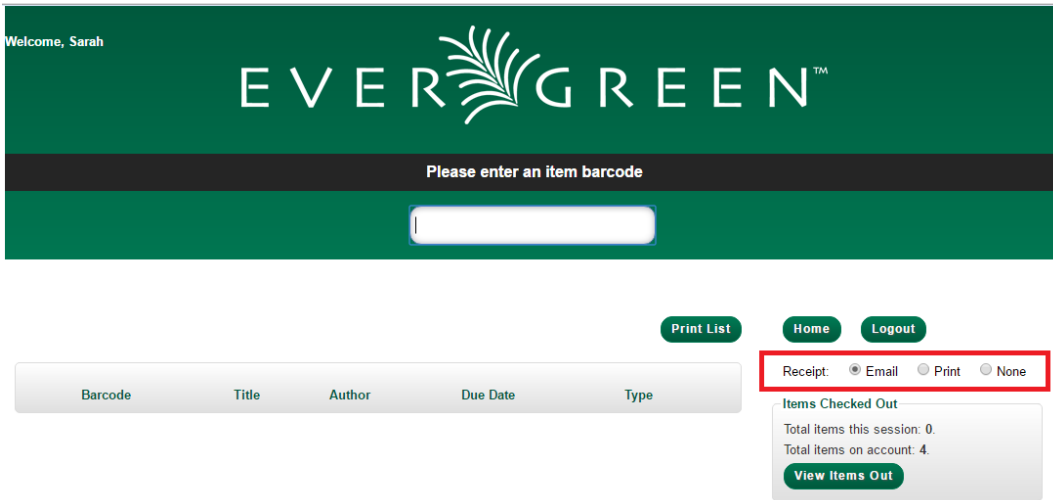 Welcome, Sarah
EVERGREEN™
Please enter an item barcode
Print List
Home Logout
Receipt: Email Print None
Barcode Title Author Due Date Type
Items Checked Out
Total items this session: 0.
Total items on account: 4.
View Items Out